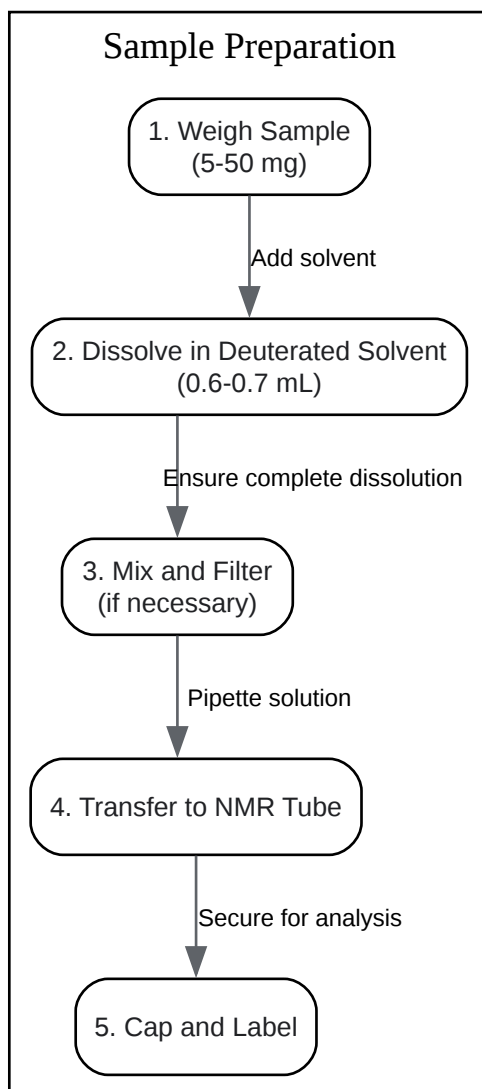 Sample Preparation
1. Weigh Sample
(5-50 mg)
Add solvent
2. Dissolve in Deuterated Solvent
(0.6-0.7 mL)
Ensure complete dissolution
3. Mix and Filter
(if necessary)
Pipette solution
4. Transfer to NMR Tube
Secure for analysis
5. Cap and Label